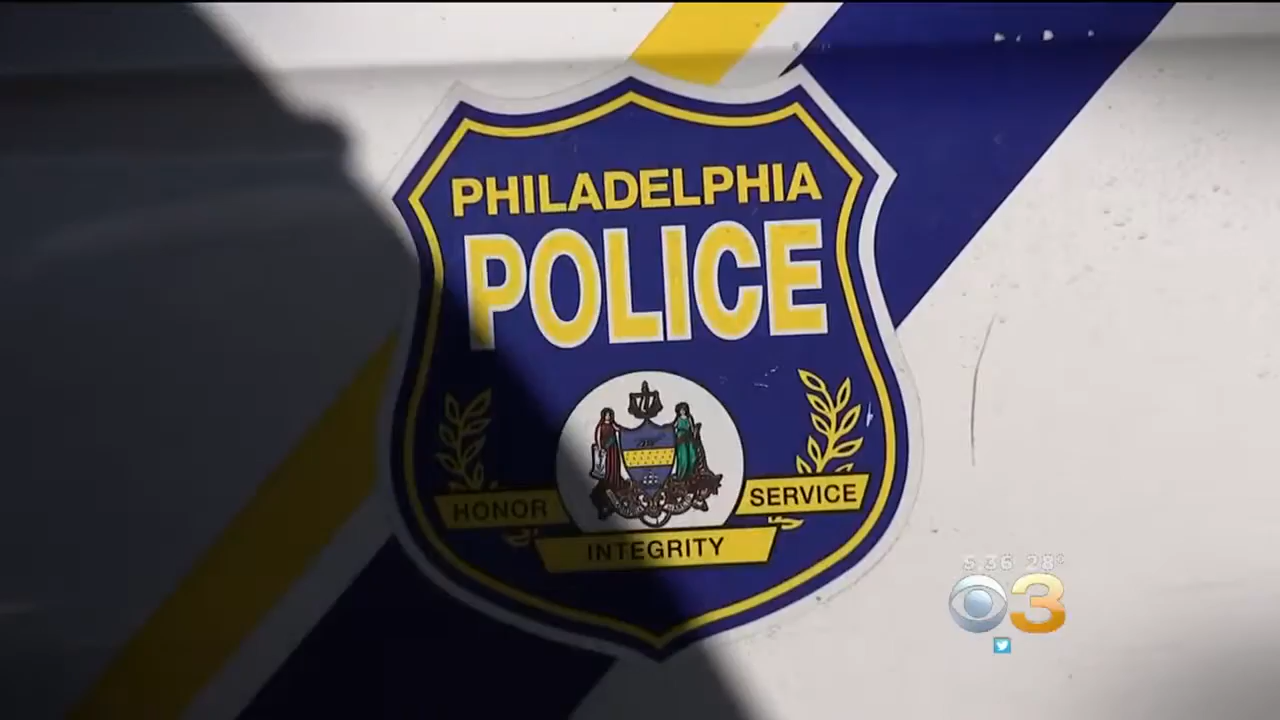 PHILADELPHIA
POLICE
HONOR
SERVICE
INTEGRITY
5:36 28°
3